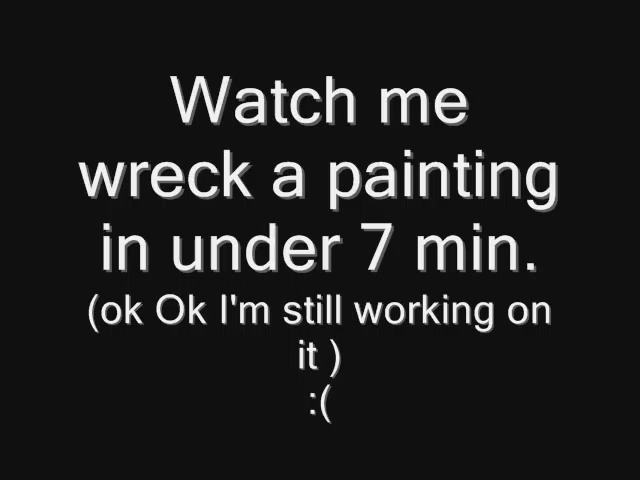 Watch me
wreck a painting
in under 7 min.
(ok Ok I'm still working on
it )
:(